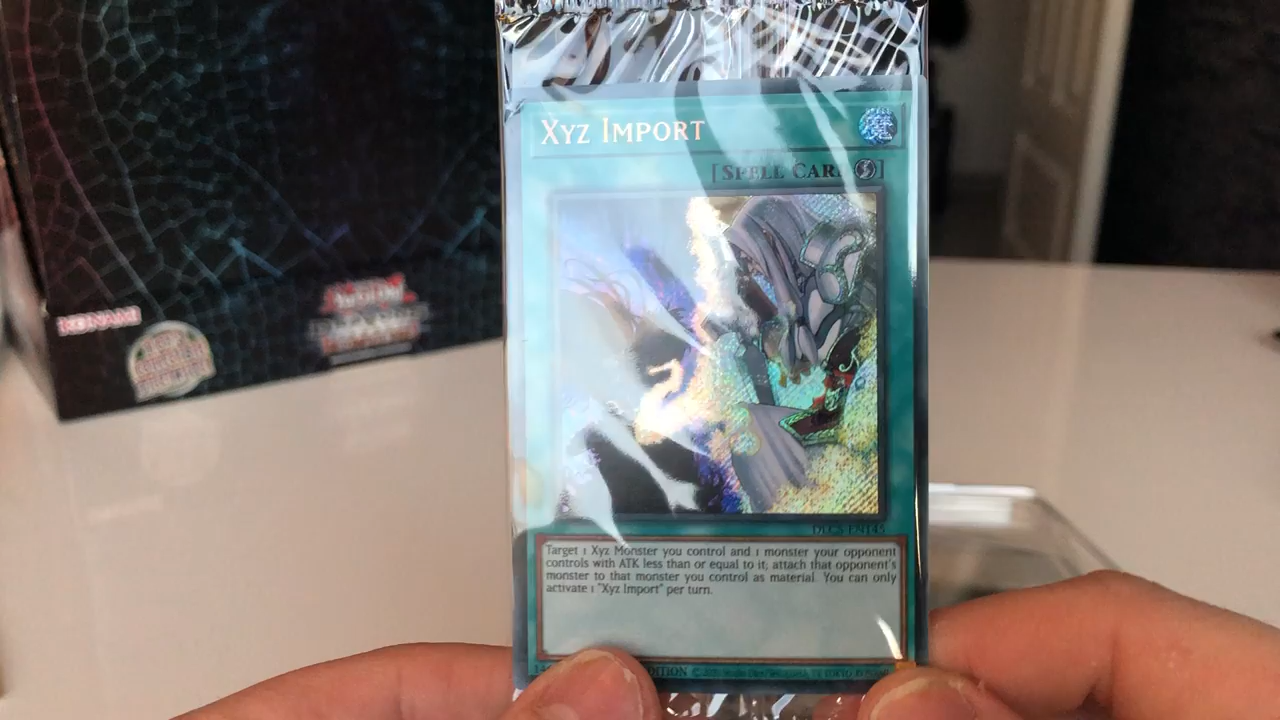 Xyz Import
[Spell Card]
Target 1 Xyz Monster you control and 1 monster your opponent
controls with ATK less than or equal to it; attach that opponent's
monster to that monster you control as material. You can only
activate 1 "Xyz Import" per turn.
EDITION
KONAMI